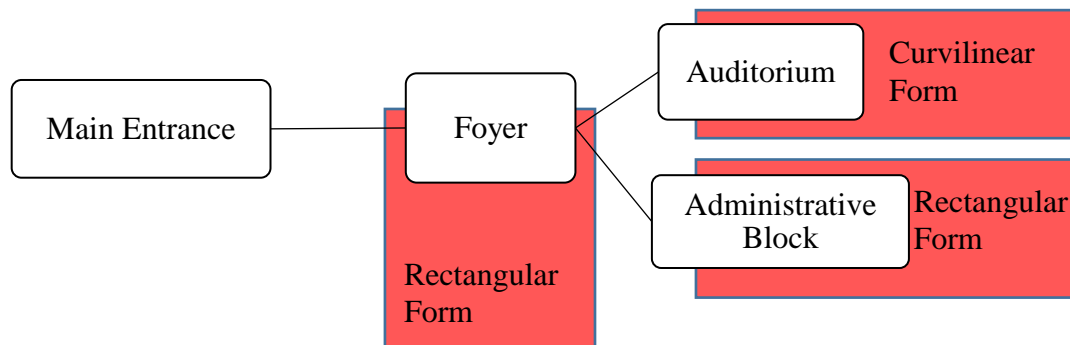 Main Entrance
Foyer
Rectangular
Form
Auditorium
Curvilinear
Form
Administrative
Block
Rectangular
Form